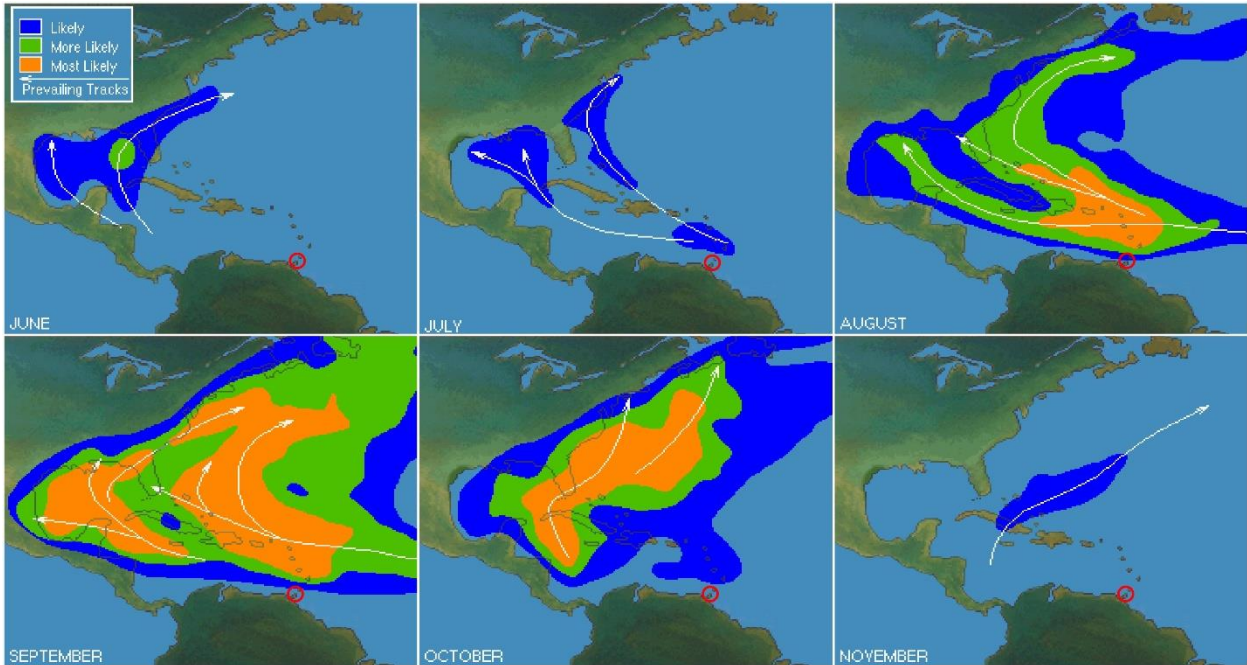 Likely
More Likely
Most Likely
Prevailing Tracks
JUNE
JULY
AUGUST
SEPTEMBER
OCTOBER
NOVEMBER